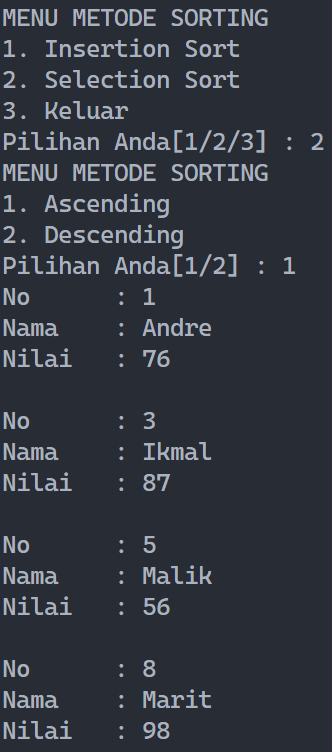 MENU METODE SORTING
1. Insertion Sort
2. Selection Sort
3. Keluar
Pilihan Anda[1/2/3] : 2
MENU METODE SORTING
1. Ascending
2. Descending
Pilihan Anda[1/2] : 1
No      : 1
Nama    : Andre
Nilai   : 76

No      : 3
Nama    : Ikmal
Nilai   : 87

No      : 5
Nama    : Malik
Nilai   : 56

No      : 8
Nama    : Marit
Nilai   : 98